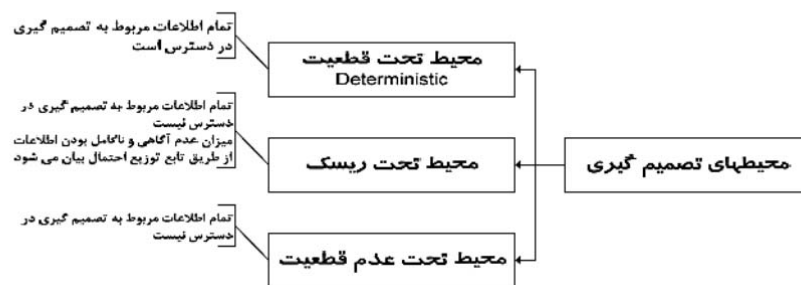 محیطهای تصمیم گیری
محیط تحت قطعیت
Deterministic
تمام اطلاعات مربوط به تصمیم گیری
در دسترس است
محیط تحت ریسک
تمام اطلاعات مربوط به تصمیم گیری در
دسترس نیست
میزان عدم آگاهی و ناکامل بودن اطلاعات
از طریق تابع توزیع احتمال بیان می شود
محیط تحت عدم قطعیت
تمام اطلاعات مربوط به تصمیم گیری در
دسترس نیست